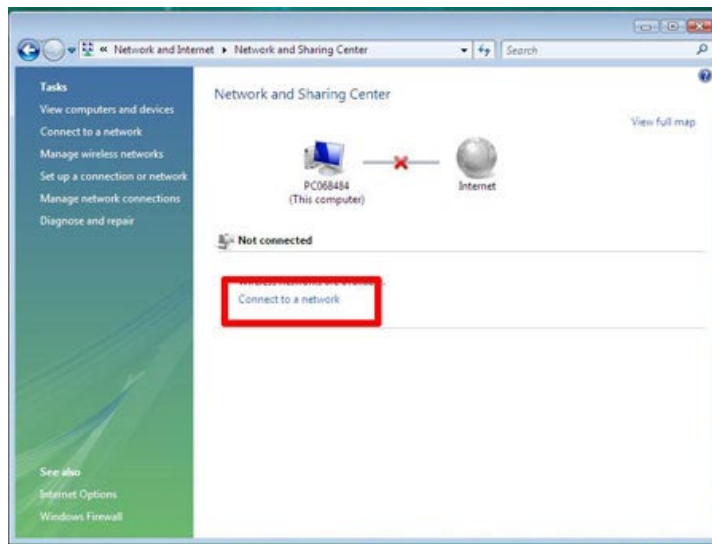 « Network and Internet ▸ Network and Sharing Center
Search
Tasks
View computers and devices
Connect to a network
Manage wireless networks
Set up a connection or network
Manage network connections
Diagnose and repair
See also
Internet Options
Windows Firewall
Network and Sharing Center
View full map
PC068484
(This computer)
Internet
Not connected
Connect to a network